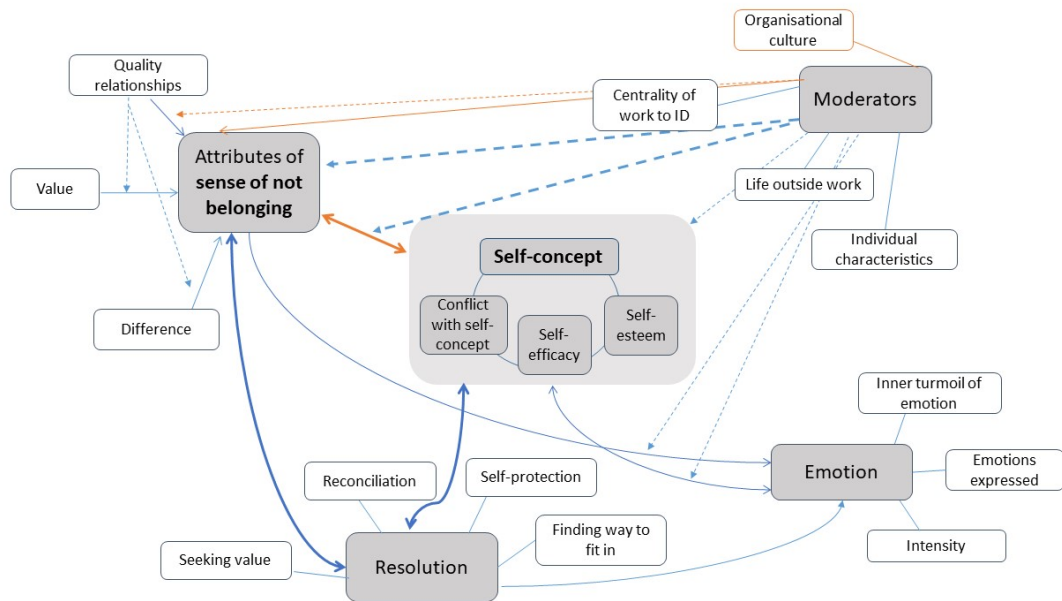 Organisational
culture
Quality
relationships
Centrality of
work to ID
Moderators
Attributes of
sense of not
belonging
Value
Life outside work
Individual
characteristics
Self-concept
Conflict
with self-
concept
Self-
efficacy
Self-
esteem
Difference
Inner turmoil of
emotion
Emotion
Emotions
expressed
Intensity
Reconciliation
Self-protection
Finding way to
fit in
Seeking value
Resolution